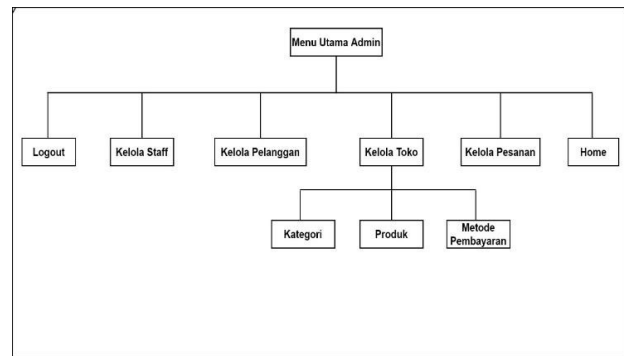 Menu Utama Admin
Logout
Kelola Staff
Kelola Pelanggan
Kelola Toko
Kelola Pesanan
Home
Kategori
Produk
Metode
Pembayaran